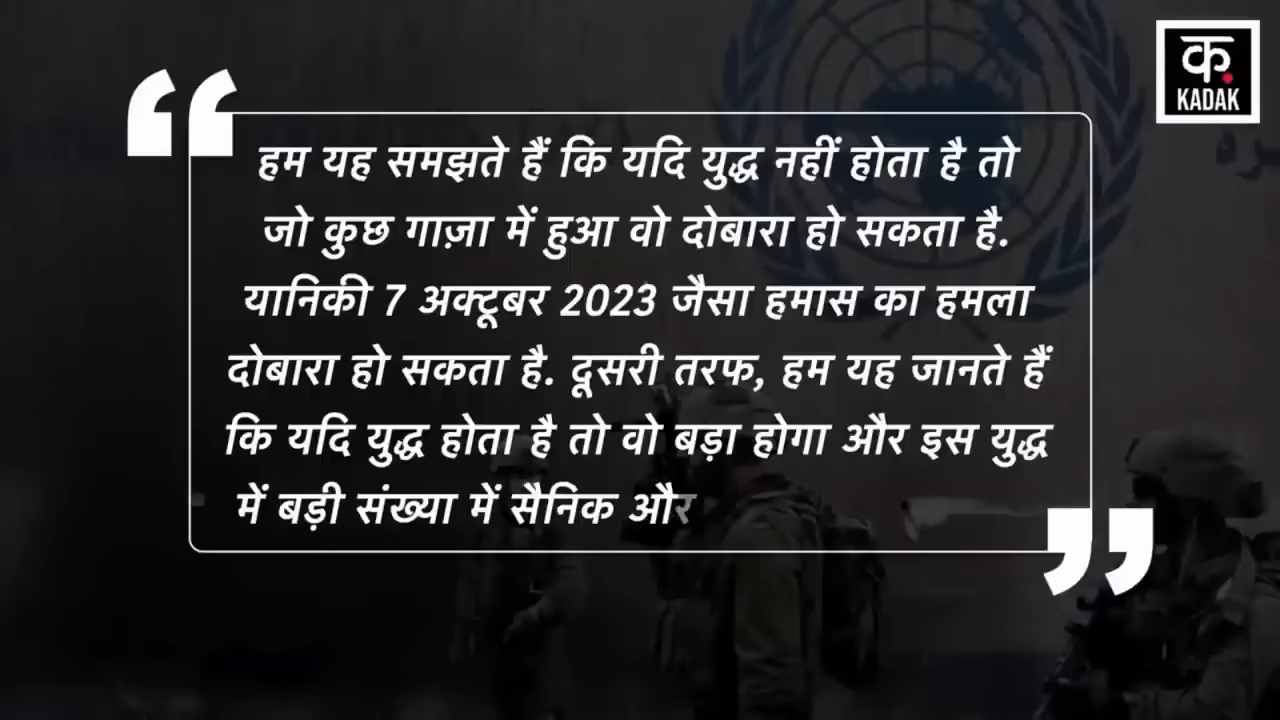 क.
KADAK
हम यह समझते हैं कि यदि युद्ध नहीं होता है तो
जो कुछ गाज़ा में हुआ वो दोबारा हो सकता है.
यानिकी 7 अक्टूबर 2023 जैसा हमास का हमला
दोबारा हो सकता है. दूसरी तरफ, हम यह जानते हैं
कि यदि युद्ध होता है तो वो बड़ा होगा और इस युद्ध
में बड़ी संख्या में सैनिक और